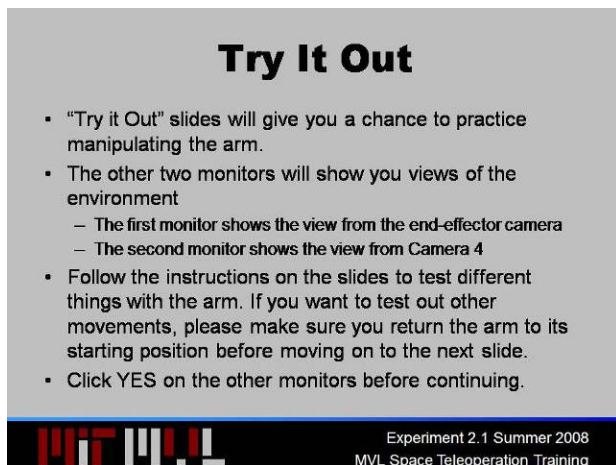 Try It Out
• “Try it Out” slides will give you a chance to practice
manipulating the arm.
• The other two monitors will show you views of the
environment
– The first monitor shows the view from the end-effector camera
– The second monitor shows the view from Camera 4
• Follow the instructions on the slides to test different
things with the arm. If you want to test out other
movements, please make sure you return the arm to its
starting position before moving on to the next slide.
• Click YES on the other monitors before continuing.
MIT MVL
Experiment 2.1 Summer 2008
MVL Space Teleoperation Training